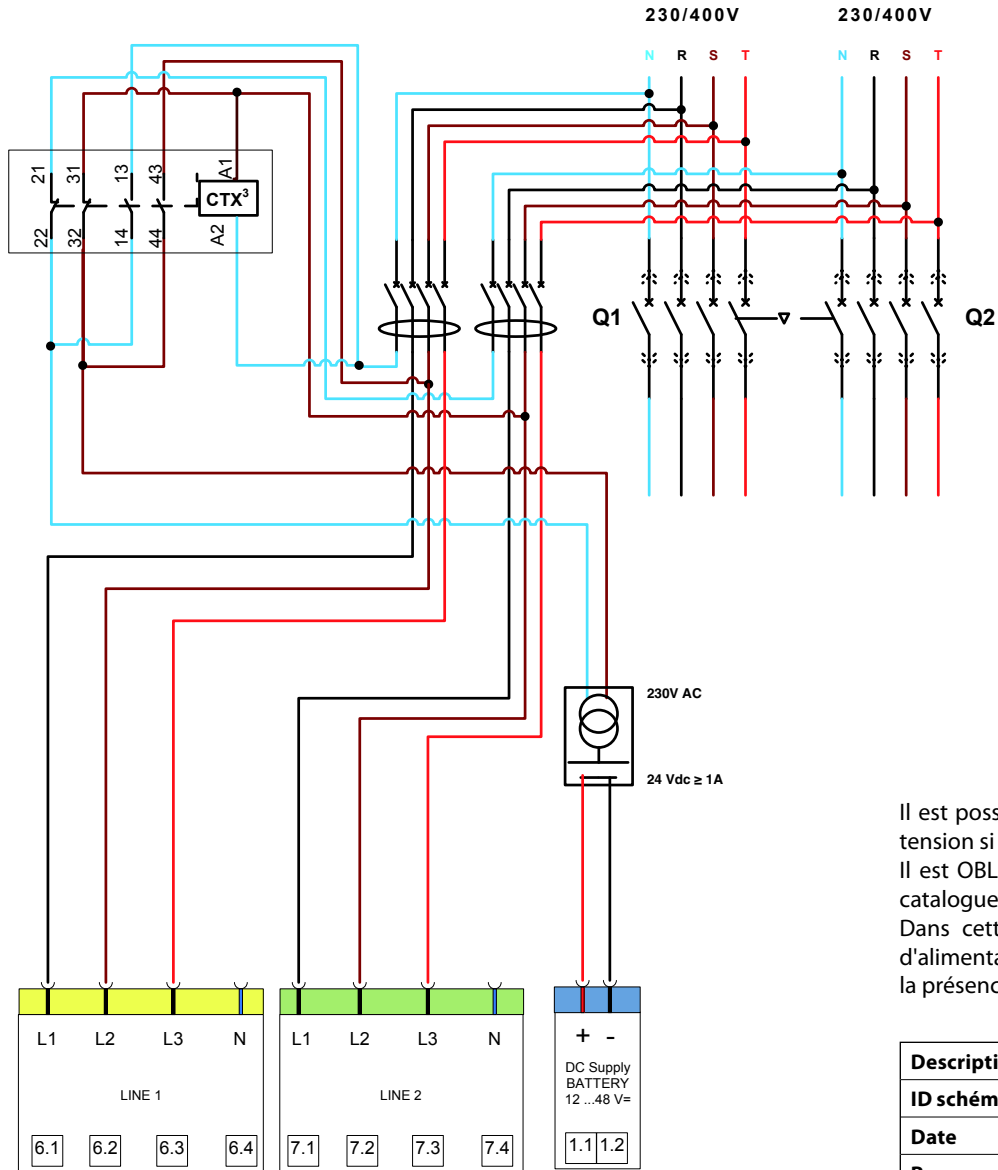 230/400V 230/400V
N R S T N R S T
21 31 13 43 A1
CTX³
22 32 14 44 A2
Q1 Q2
230V AC
24 Vdc ≥ 1A
Il est poss
tension si
Il est OBL
catalogue
Dans cett
d'alimenta
la présenc
L1 L2 L3 N L1 L2 L3 N + -
DC Supply
BATTERY
12 ...48 V=
LINE 1 LINE 2
6.1 6.2 6.3 6.4 7.1 7.2 7.3 7.4 1.1 1.2
Descripti
ID schém
Date